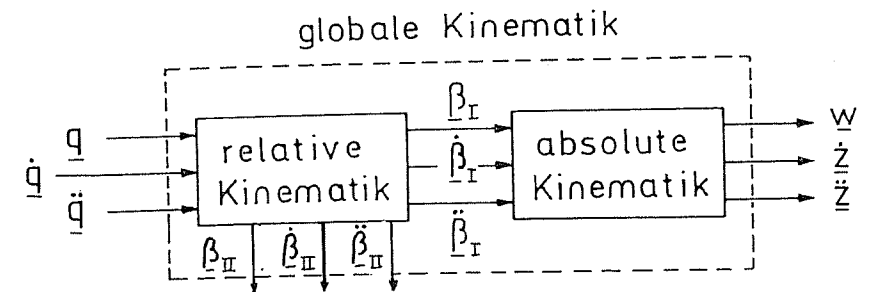 globale Kinematik
q
q̇
q̈
relative
Kinematik
β_I
β̇_I
β̈_I
absolute
Kinematik
w
ż
z̈
β_II β̇_II β̈_II